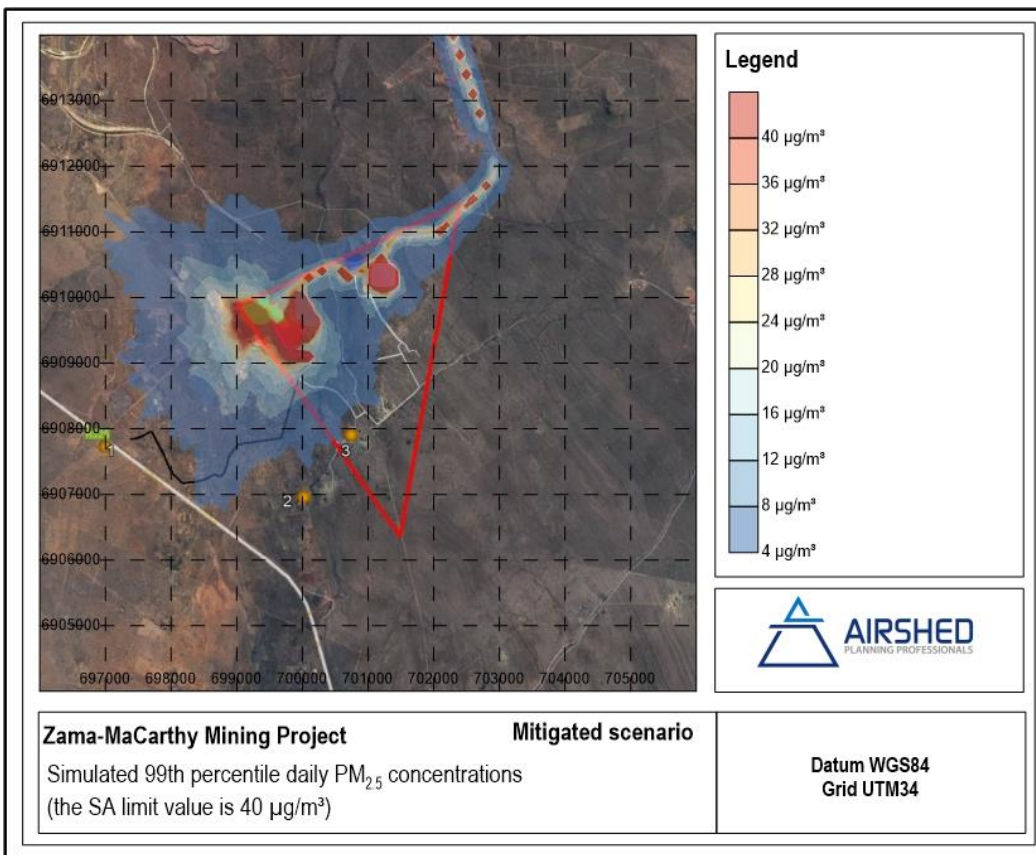 Legend
40 µg/m³
36 µg/m³
32 µg/m³
28 µg/m³
24 µg/m³
20 µg/m³
16 µg/m³
12 µg/m³
8 µg/m³
4 µg/m³
6913000
6912000
6911000
6910000
6909000
6908000
6907000
6906000
6905000
1
2
3
697000 698000 699000 700000 701000 702000 703000 704000 705000
AIRSHED
PLANNING PROFESSIONALS
Zama-MaCarthy Mining Project Mitigated scenario
Simulated 99th percentile daily PM2.5 concentrations
(the SA limit value is 40 µg/m³)
Datum WGS84
Grid UTM34